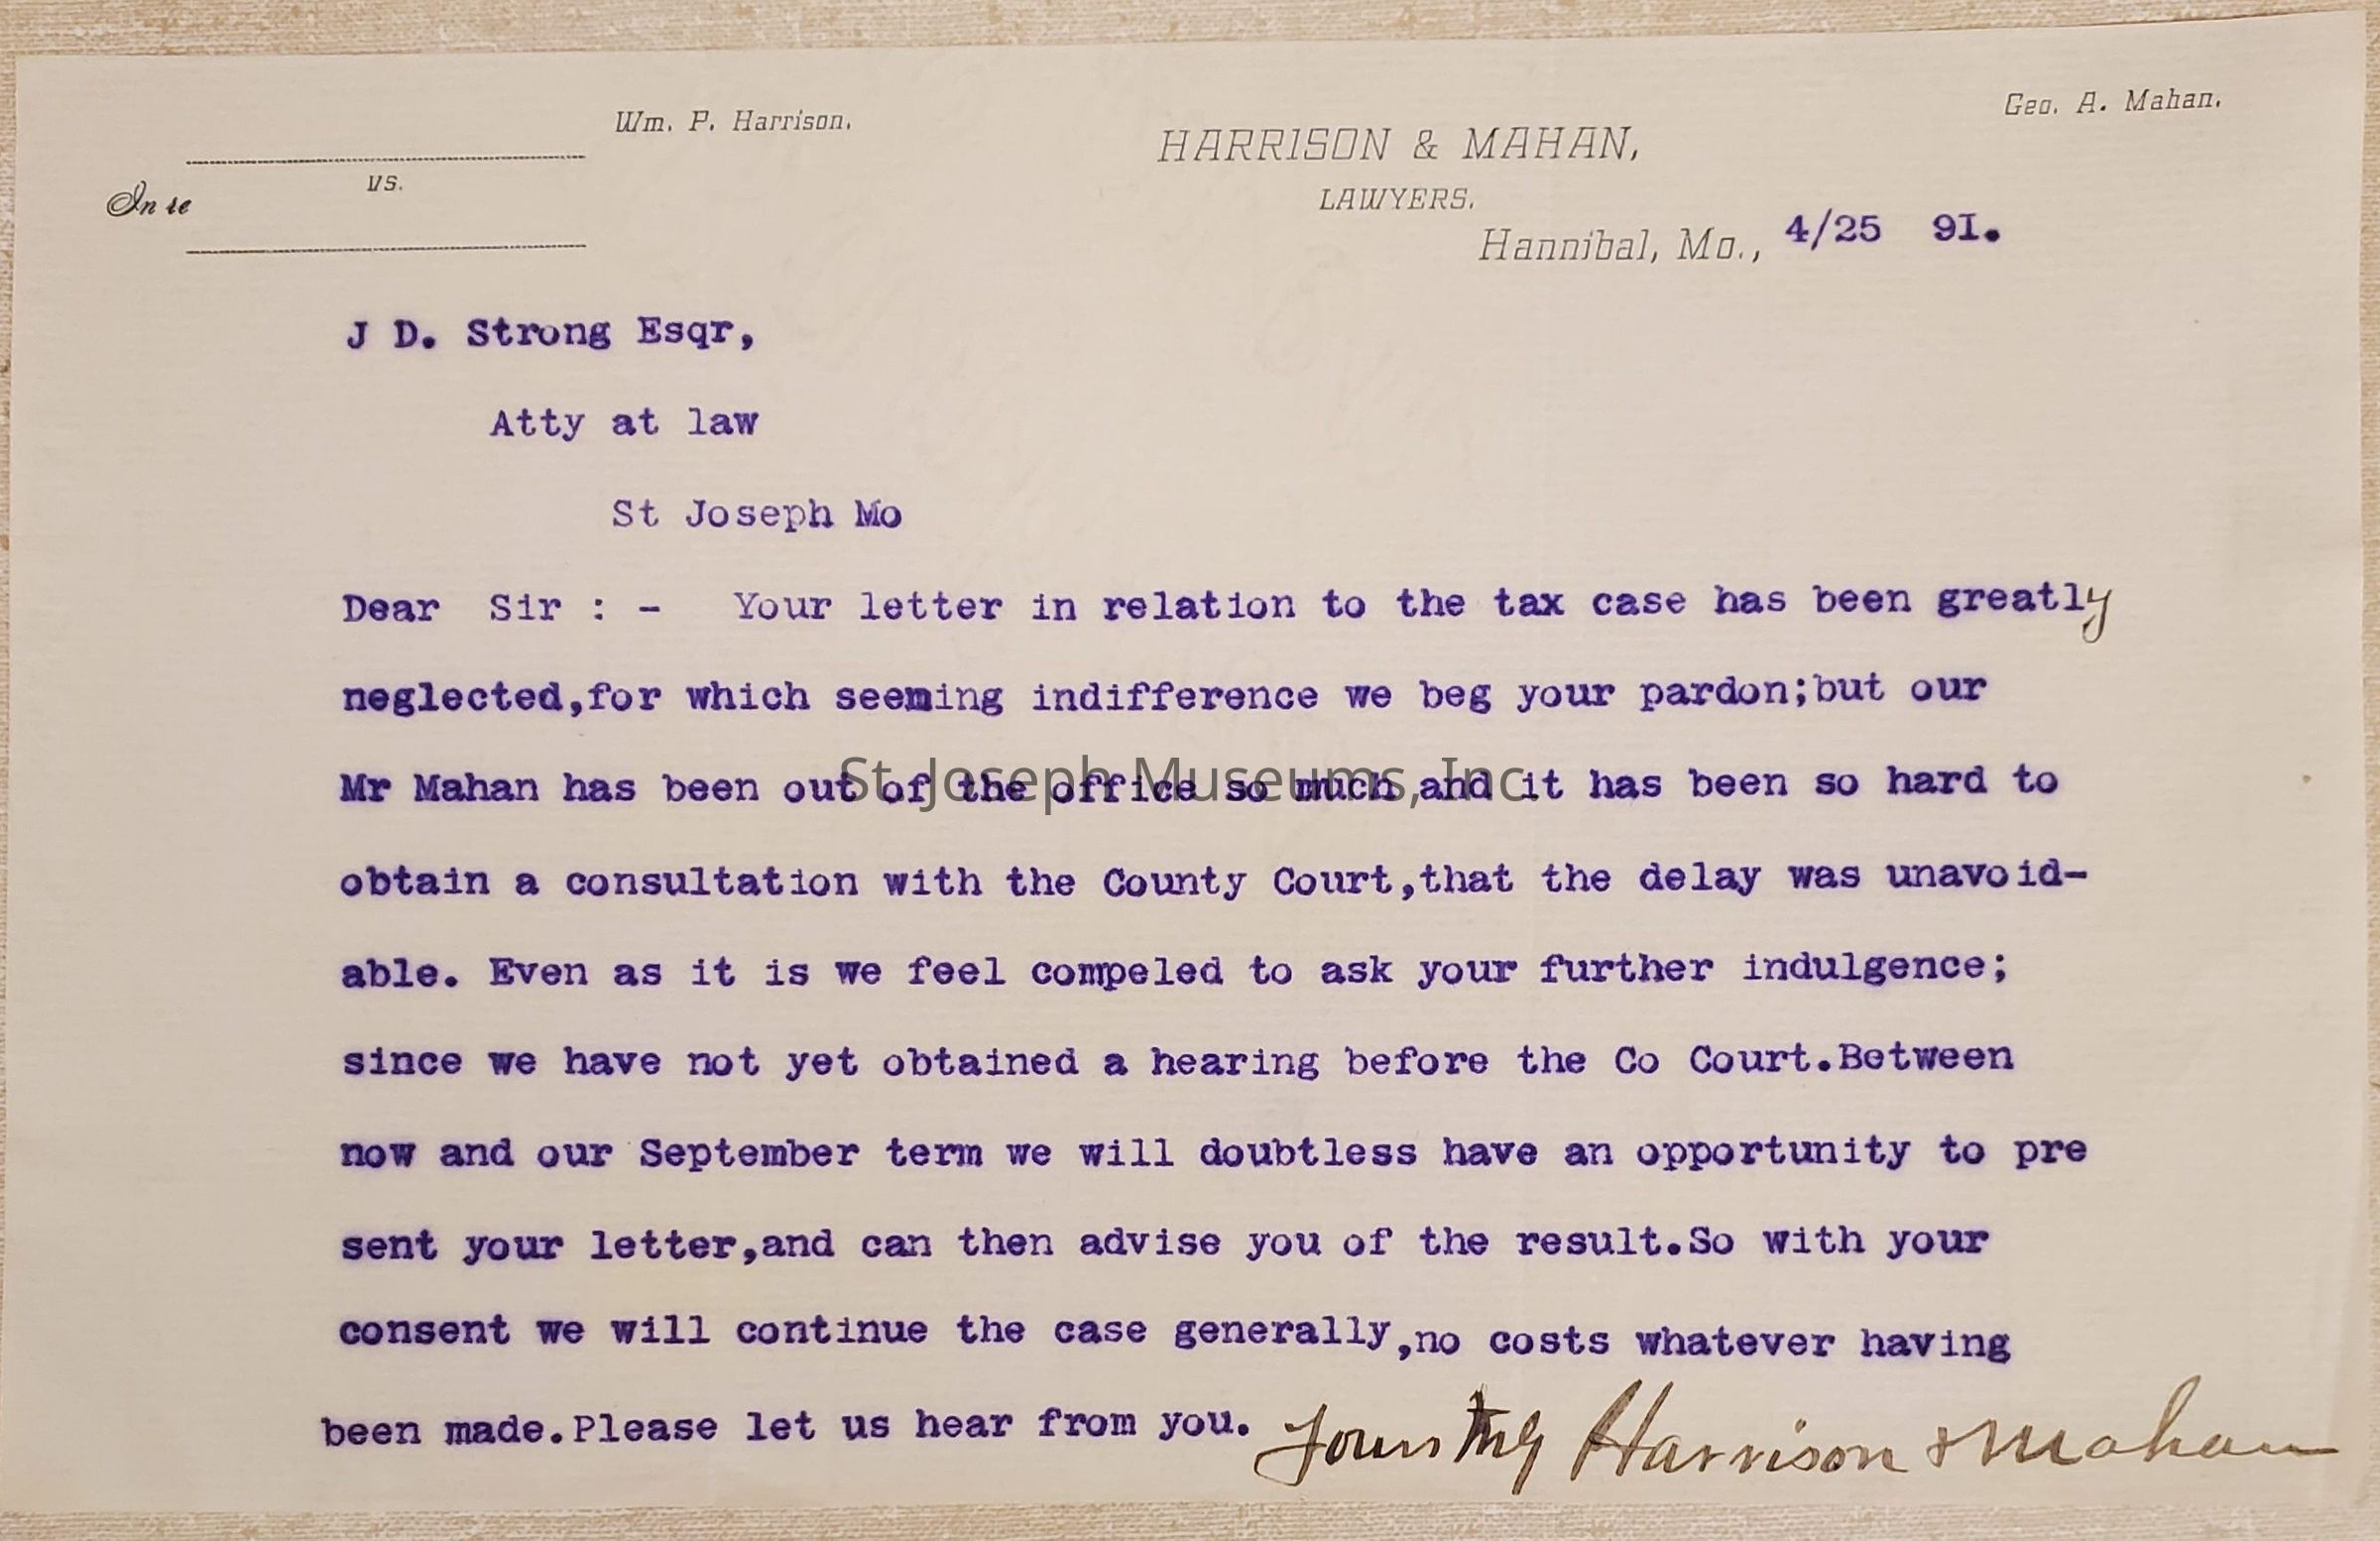 Wm. P. Harrison.
Geo. A. Mahan.
HARRISON & MAHAN,
LAWYERS.
In re
vs.
Hannibal, Mo., 4/25 9I.
J D. Strong Esqr,
Atty at law
St Joseph Mo
Dear Sir : - Your letter in relation to the tax case has been greatly
neglected,for which seeming indifference we beg your pardon;but our
Mr Mahan has been out of the office so much and it has been so hard to
St. Joseph Museums, Inc.
obtain a consultation with the County Court,that the delay was unavoid-
able. Even as it is we feel compeled to ask your further indulgence;
since we have not yet obtained a hearing before the Co Court.Between
now and our September term we will doubtless have an opportunity to pre
sent your letter,and can then advise you of the result.So with your
consent we will continue the case generally,no costs whatever having
been made.Please let us hear from you. Yours Harrison & Mahan